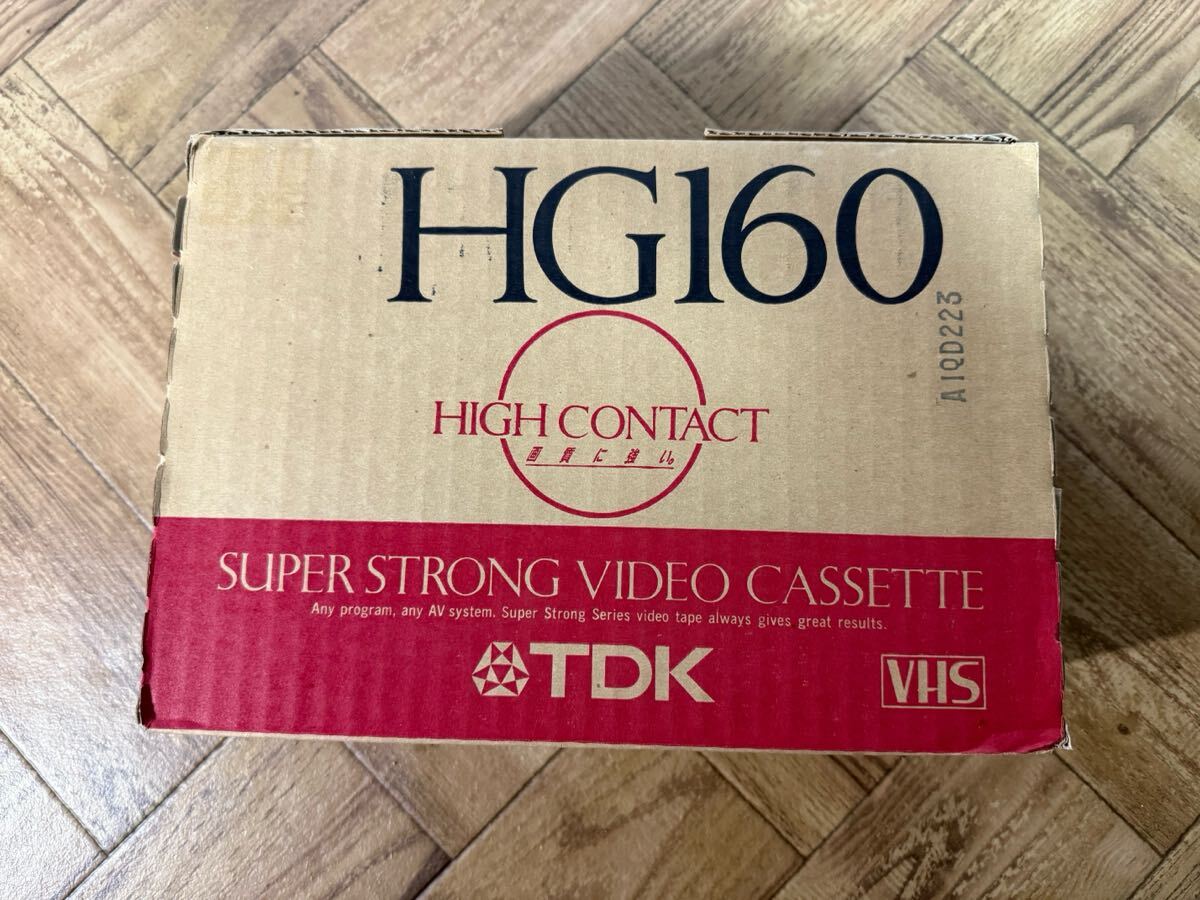 HG160
A1QD223
HIGH CONTACT
画質に強い。
SUPER STRONG VIDEO CASSETTE
Any program, any AV system. Super Strong Series video tape always gives great results.
TDK
VHS